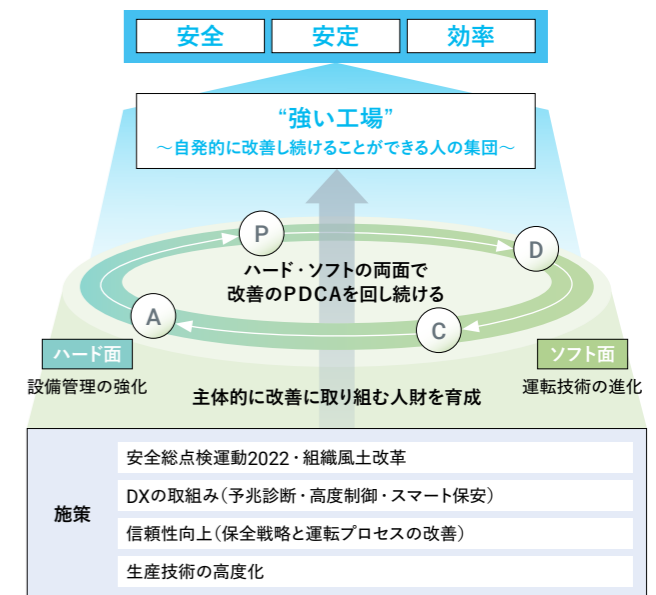 安全
安定
効率
“強い工場”
～自発的に改善し続けることができる人の集団～
P
D
ハード・ソフトの両面で
改善のPDCAを回し続ける
A
C
ハード面
ソフト面
設備管理の強化
運転技術の進化
主体的に改善に取り組む人財を育成
施策
安全総点検運動2022・組織風土改革
DXの取組み（予兆診断・高度制御・スマート保安）
信頼性向上（保全戦略と運転プロセスの改善）
生産技術の高度化